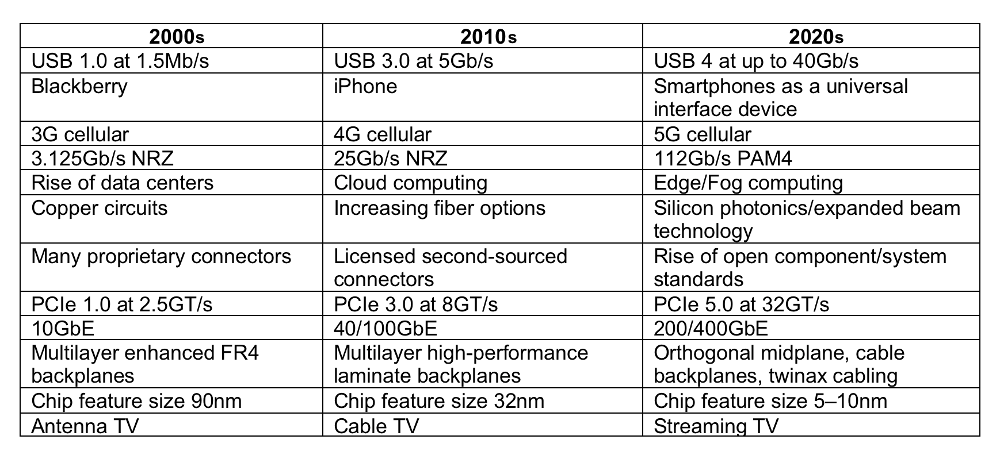 2000s 2010s 2020s
USB 1.0 at 1.5Mb/s USB 3.0 at 5Gb/s USB 4 at up to 40Gb/s
Blackberry iPhone Smartphones as a universal
interface device
3G cellular 4G cellular 5G cellular
3.125Gb/s NRZ 25Gb/s NRZ 112Gb/s PAM4
Rise of data centers Cloud computing Edge/Fog computing
Copper circuits Increasing fiber options Silicon photonics/expanded beam
technology
Many proprietary connectors Licensed second-sourced Rise of open component/system
connectors standards
PCIe 1.0 at 2.5GT/s PCIe 3.0 at 8GT/s PCIe 5.0 at 32GT/s
10GbE 40/100GbE 200/400GbE
Multilayer enhanced FR4 Multilayer high-performance Orthogonal midplane, cable
backplanes laminate backplanes backplanes, twinax cabling
Chip feature size 90nm Chip feature size 32nm Chip feature size 5–10nm
Antenna TV Cable TV Streaming TV